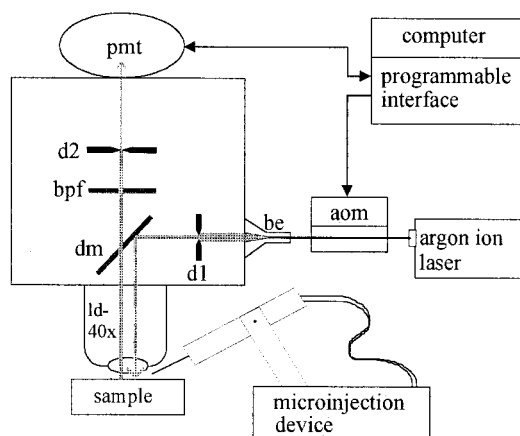 pmt
computer
programmable
interface
d2
bpf
dm
d1
be
aom
argon ion
laser
ld-
40x
sample
microinjection
device